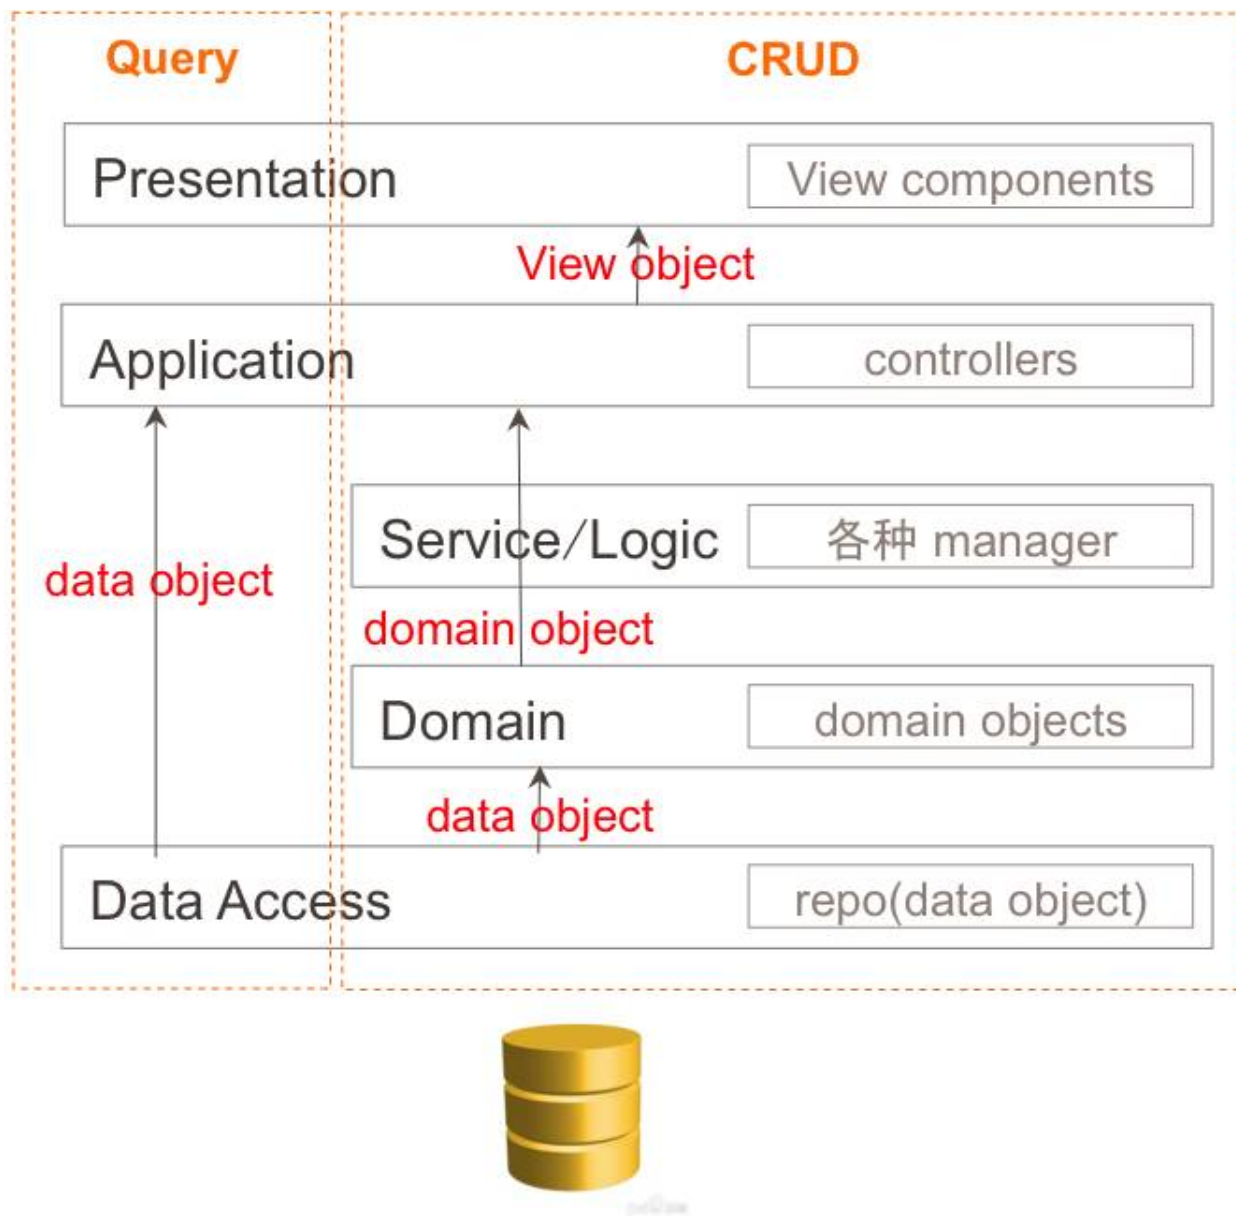 Query
CRUD
Presentation
View components
View object
Application
controllers
Service/Logic
各种 manager
data object
domain object
Domain
domain objects
data object
Data Access
repo(data object)